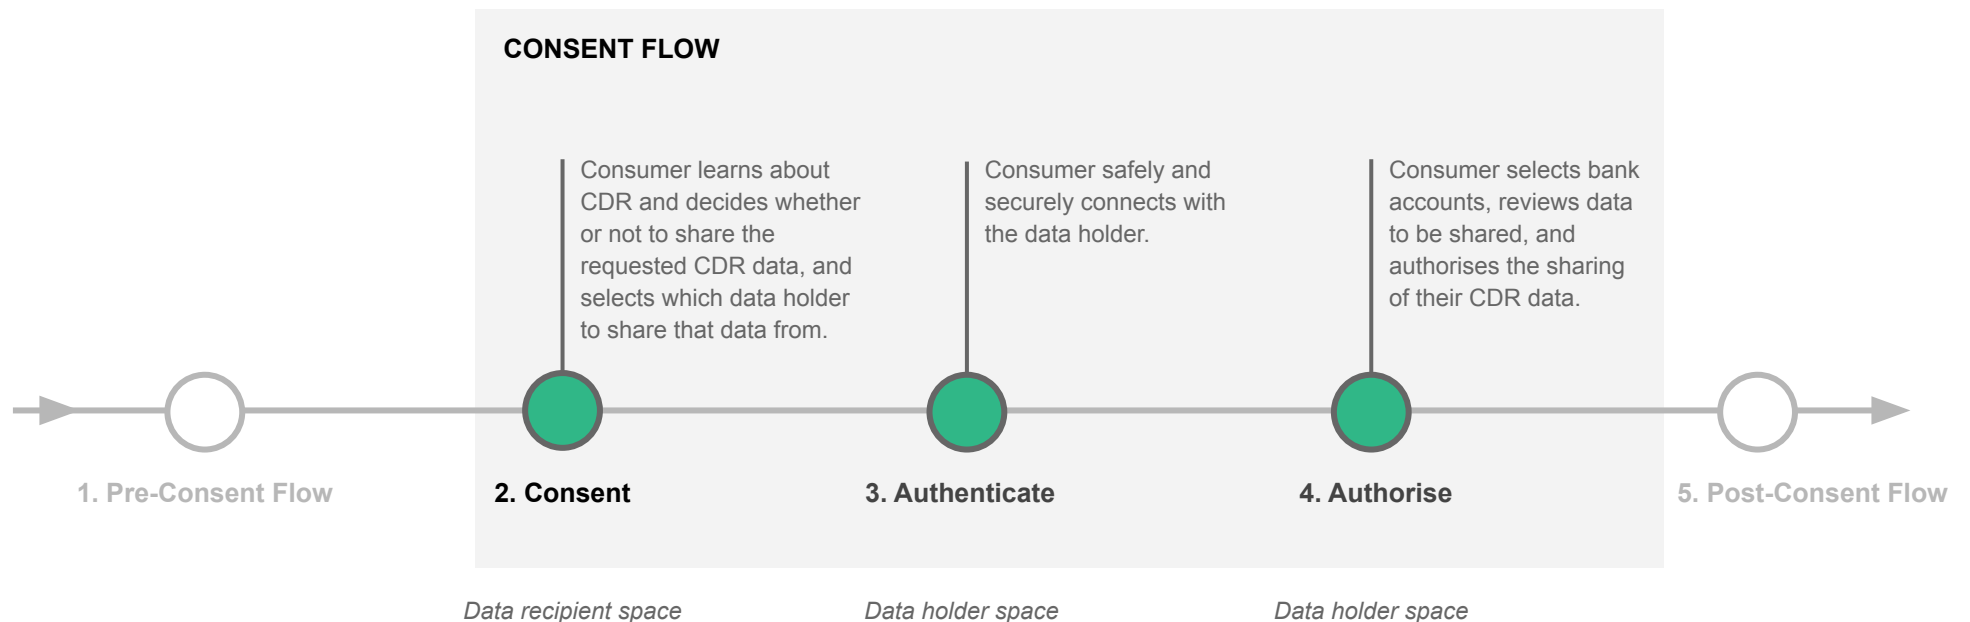 CONSENT FLOW
Consumer learns about
CDR and decides whether
or not to share the
requested CDR data, and
selects which data holder
to share that data from.
Consumer safely and
securely connects with
the data holder.
Consumer selects bank
accounts, reviews data
to be shared, and
authorises the sharing
of their CDR data.
1. Pre-Consent Flow
2. Consent
3. Authenticate
4. Authorise
5. Post-Consent Flow
Data recipient space
Data holder space
Data holder space